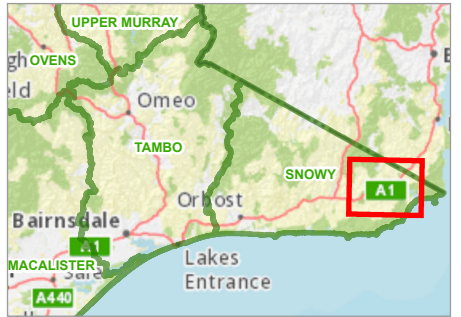 UPPER MURRAY
OVENS
Omeo
TAMBO
SNOWY
A1
Orbost
Bairnsdale
A1
MACALISTER
Lakes
Entrance
A440